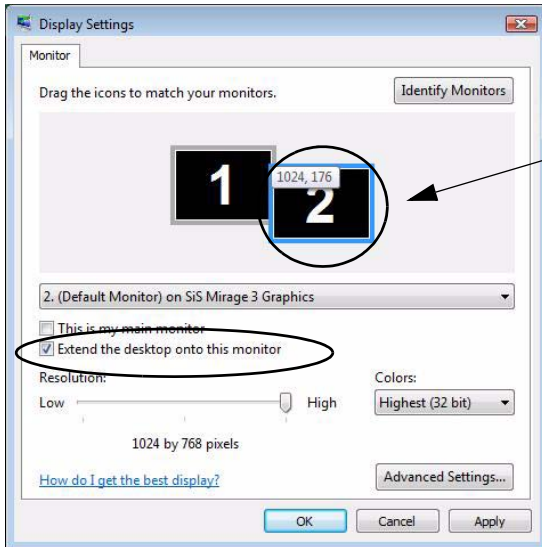 Display Settings
Monitor
Drag the icons to match your monitors.
Identify Monitors
1
1024, 176
2
2. (Default Monitor) on SiS Mirage 3 Graphics
This is my main monitor
Extend the desktop onto this monitor
Resolution:
Colors:
Low
High
Highest (32 bit)
1024 by 768 pixels
How do I get the best display?
Advanced Settings...
OK
Cancel
Apply